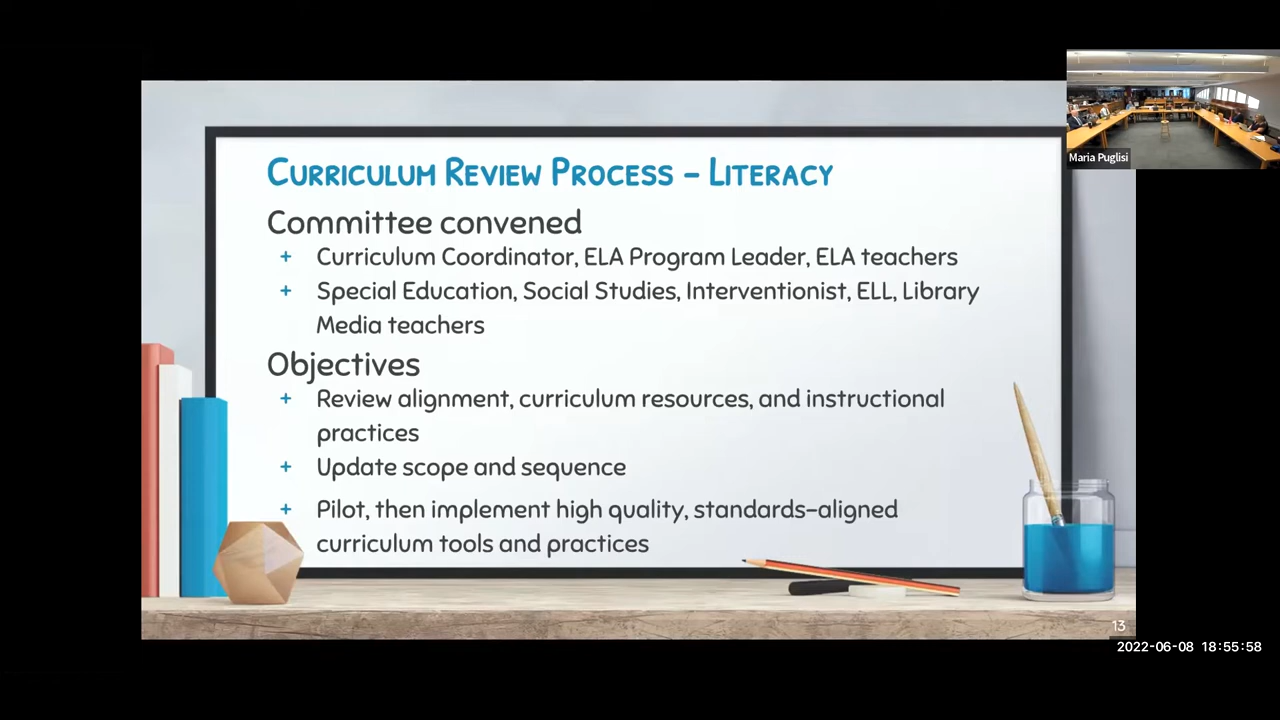 Curriculum Review Process – Literacy
Committee convened
+ Curriculum Coordinator, ELA Program Leader, ELA teachers
+ Special Education, Social Studies, Interventionist, ELL, Library
Media teachers
Objectives
+ Review alignment, curriculum resources, and instructional
practices
+ Update scope and sequence
+ Pilot, then implement high quality, standards-aligned
curriculum tools and practices
13
Maria Puglisi
2022-06-08 18:55:58